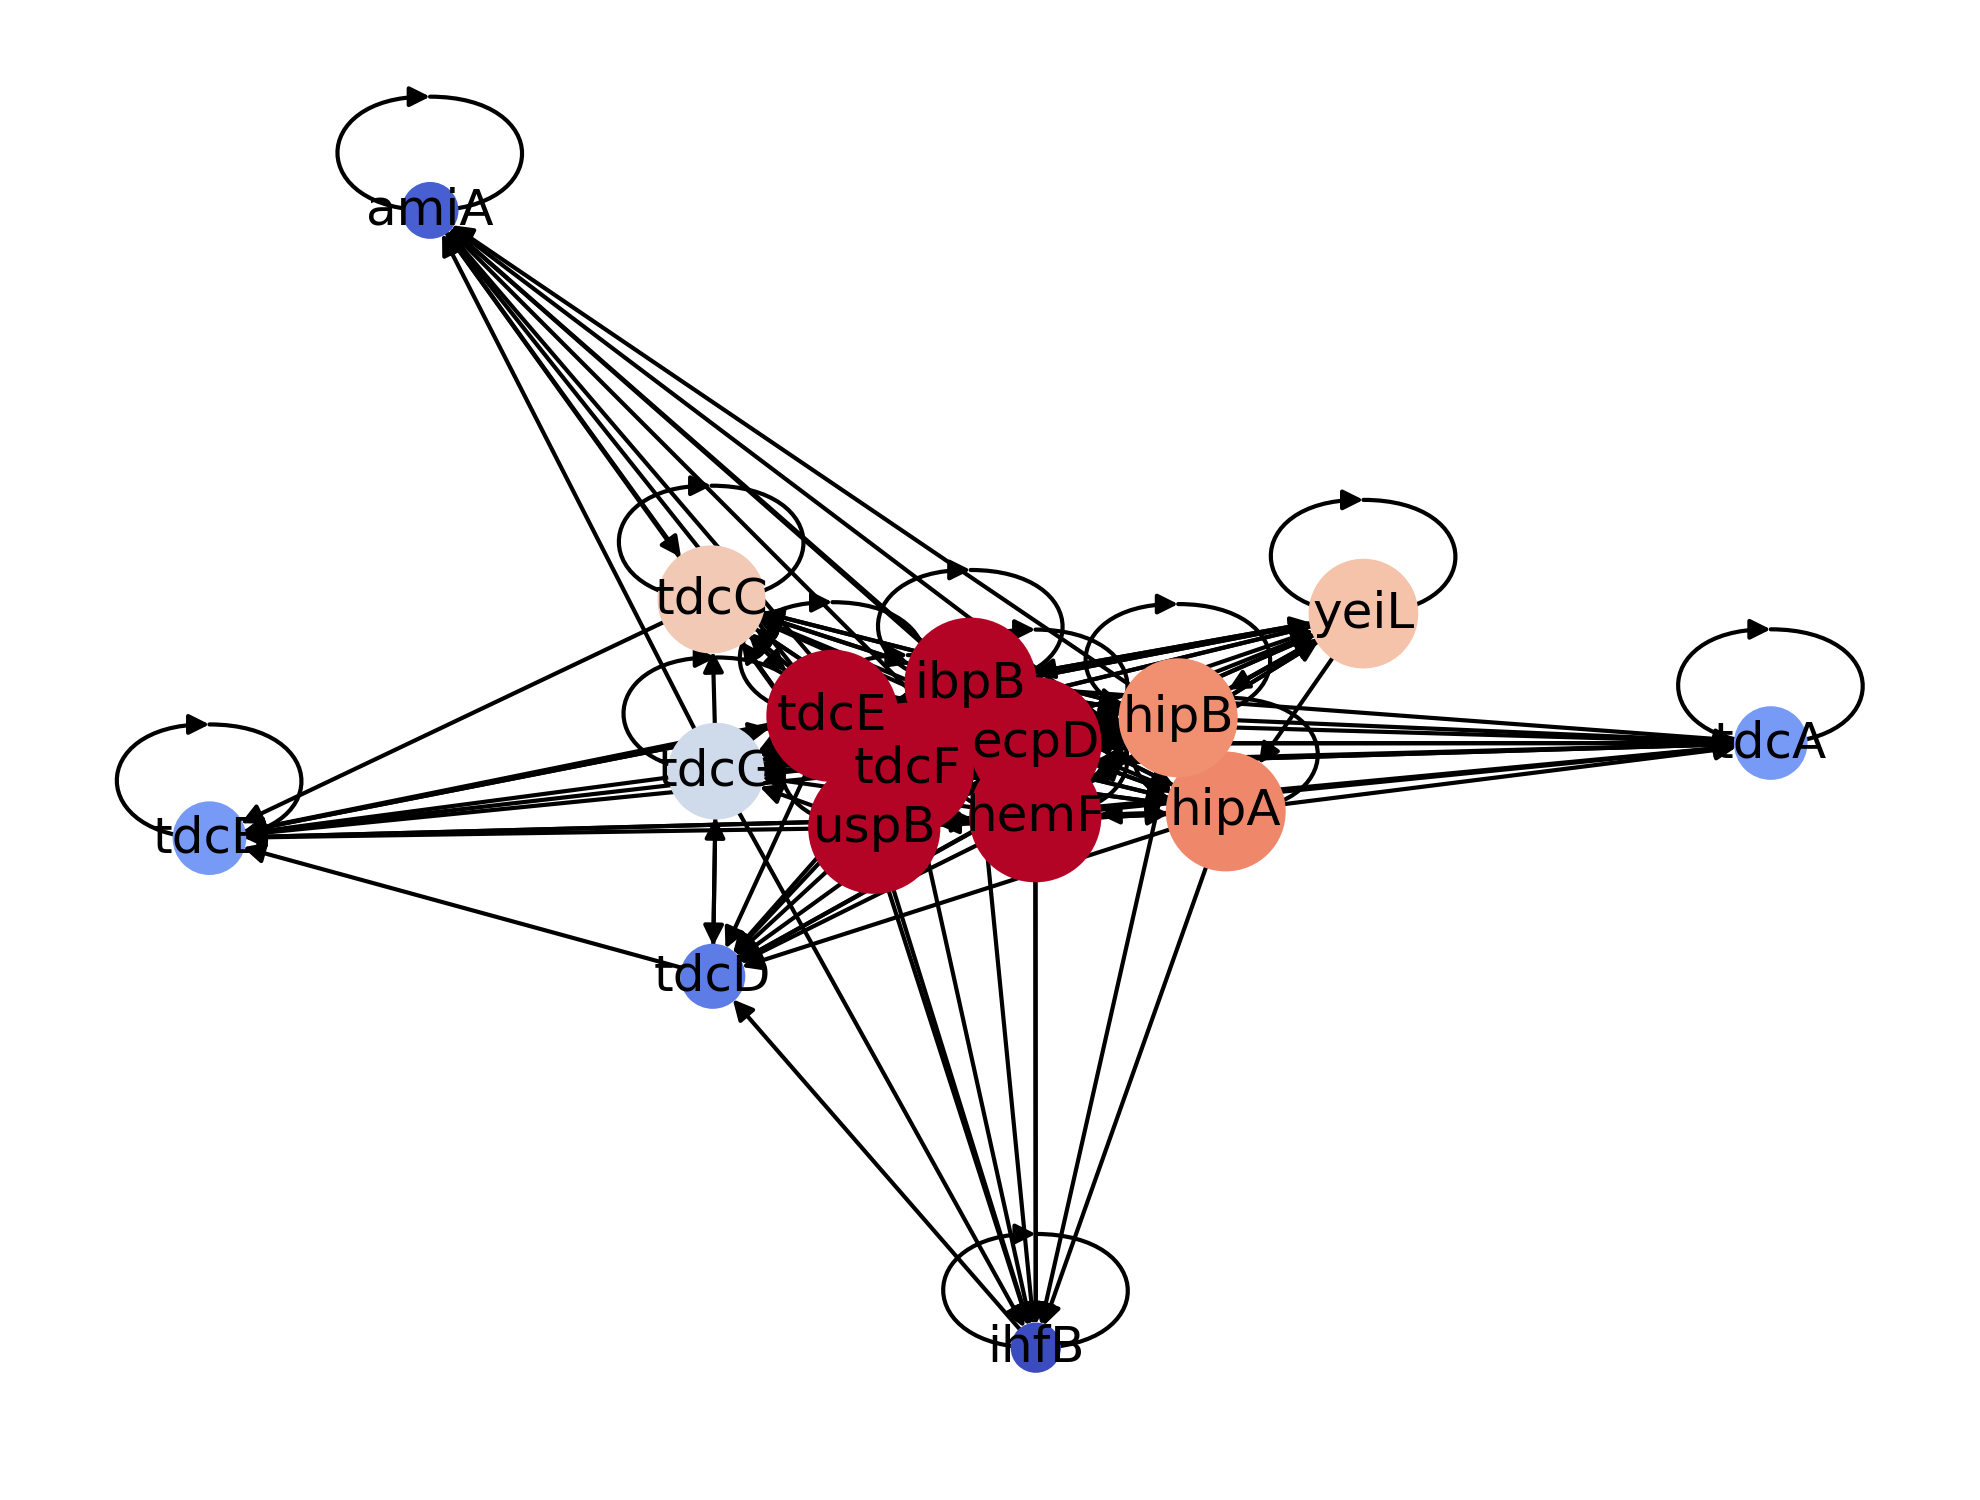 amiA
tdcC
yeiL
ibpB
tdcE
hipB
ecpD
tdcA
tdcF
tdcG
hipA
hemF
uspB
tdcB
tdcD
ihfB